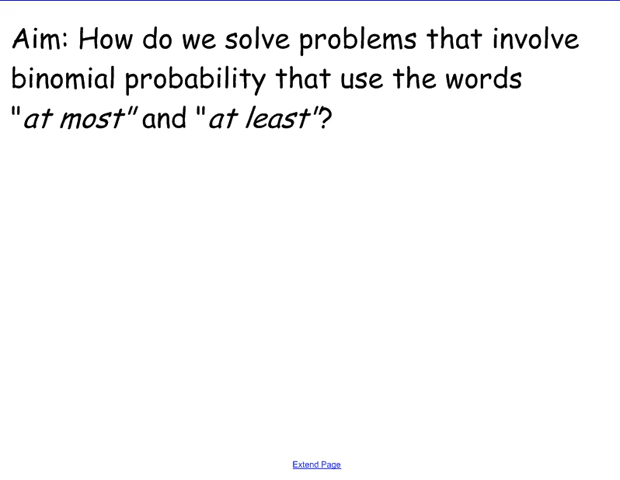 Aim: How do we solve problems that involve
binomial probability that use the words
"at most" and "at least"?
Extend Page